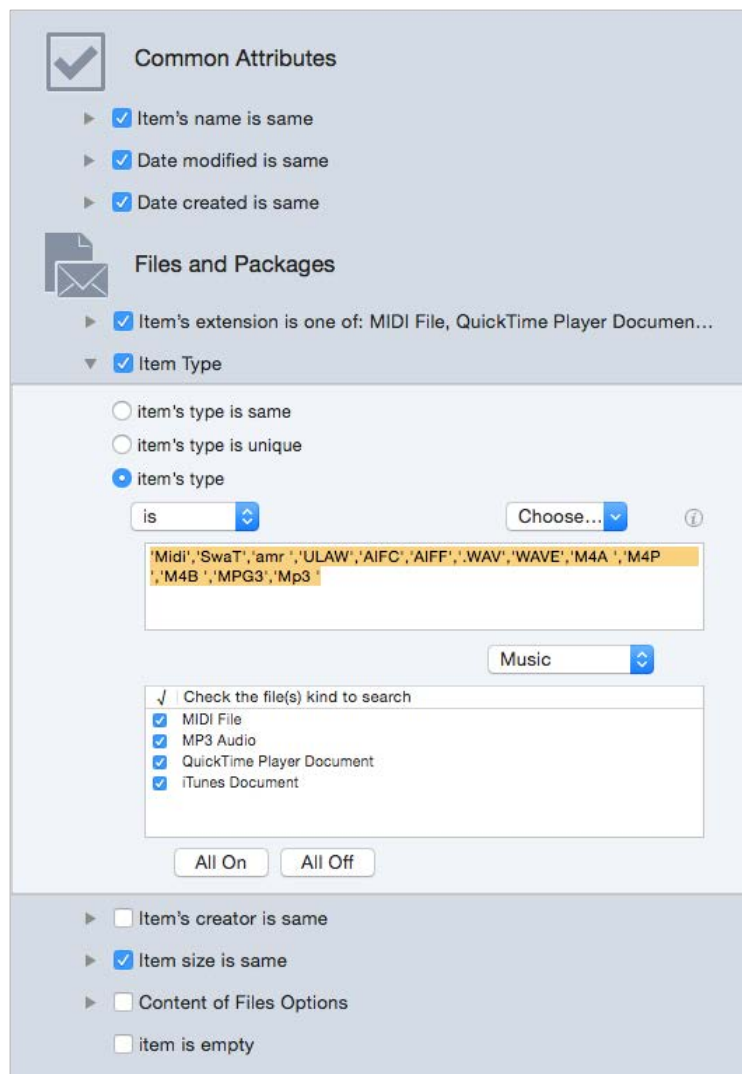 Common Attributes
Item's name is same
Date modified is same
Date created is same
Files and Packages
Item's extension is one of: MIDI File, QuickTime Player Documen...
Item Type
item's type is same
item's type is unique
item's type
is
Choose...
'Midi','SwaT','amr ','ULAW','AIFC','AIFF','.WAV','WAVE','M4A ','M4P
','M4B ','MPG3','Mp3 '
Music
√ Check the file(s) kind to search
MIDI File
MP3 Audio
QuickTime Player Document
iTunes Document
All On All Off
Item's creator is same
Item size is same
Content of Files Options
item is empty